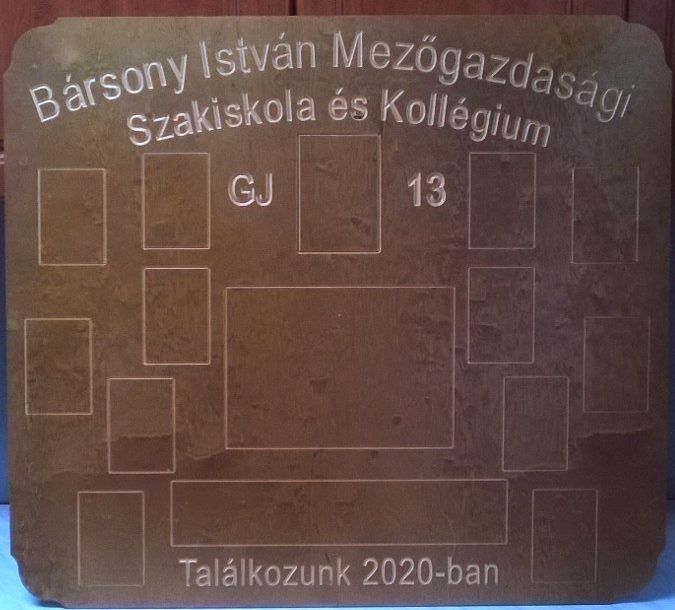 Bársony István Mezőgazdasági
Szakiskola és Kollégium
GJ 13
Találkozunk 2020-ban